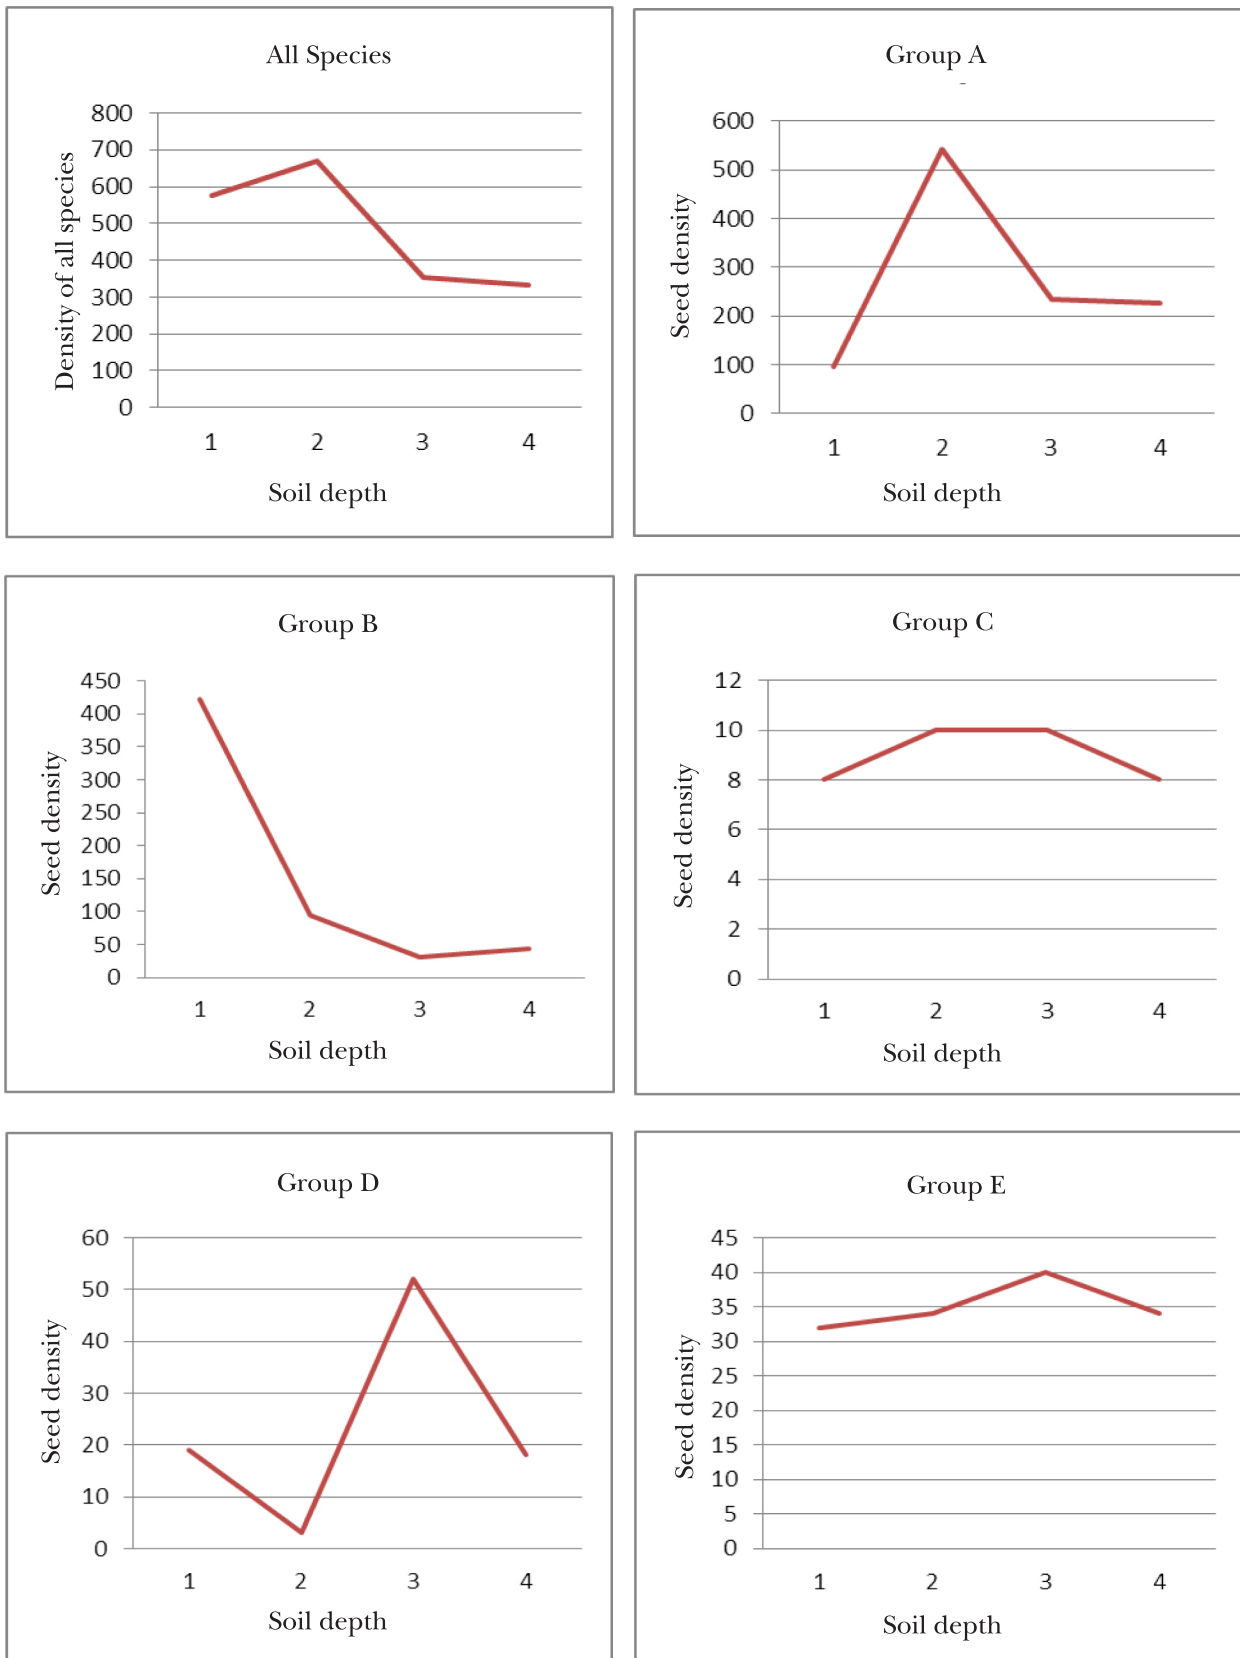 All Species
Density of all species
800
700
600
500
400
300
200
100
0
1 2 3 4
Soil depth
Group A
Seed density
600
500
400
300
200
100
0
1 2 3 4
Soil depth
Group B
Seed density
450
400
350
300
250
200
150
100
50
0
1 2 3 4
Soil depth
Group C
Seed density
12
10
8
6
4
2
0
1 2 3 4
Soil depth
Group D
Seed density
60
50
40
30
20
10
0
1 2 3 4
Soil depth
Group E
Seed density
45
40
35
30
25
20
15
10
5
0
1 2 3 4
Soil depth